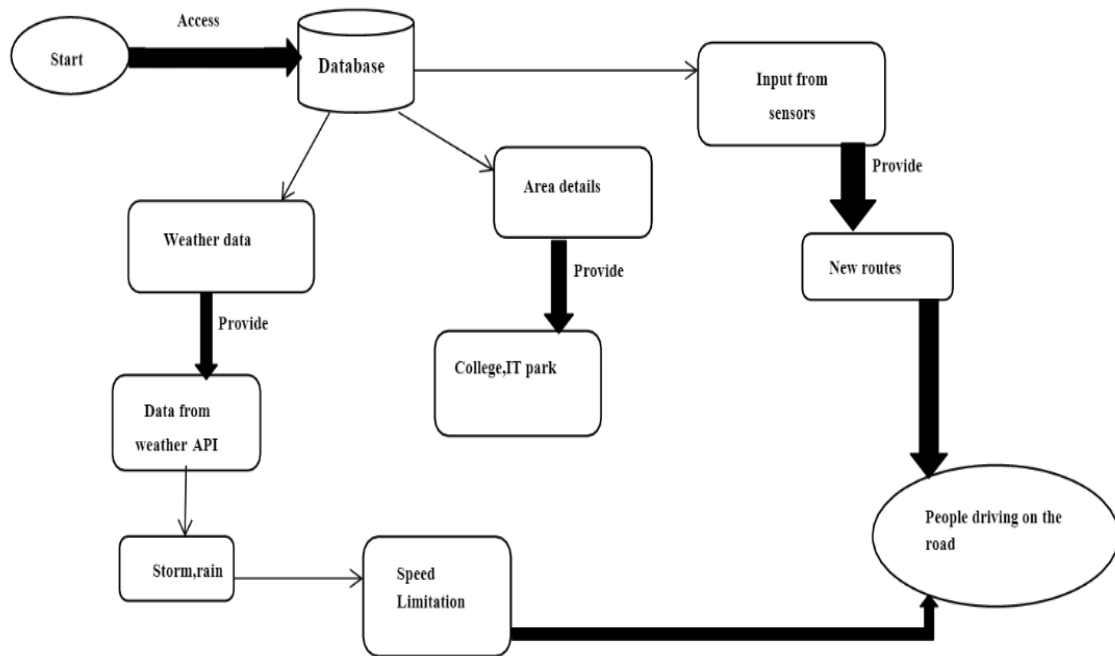 Access
Start
Database
Input from
sensors
Provide
Area details
Weather data
New routes
Provide
Provide
College,IT park
Data from
weather API
People driving on the
road
Storm,rain
Speed
Limitation